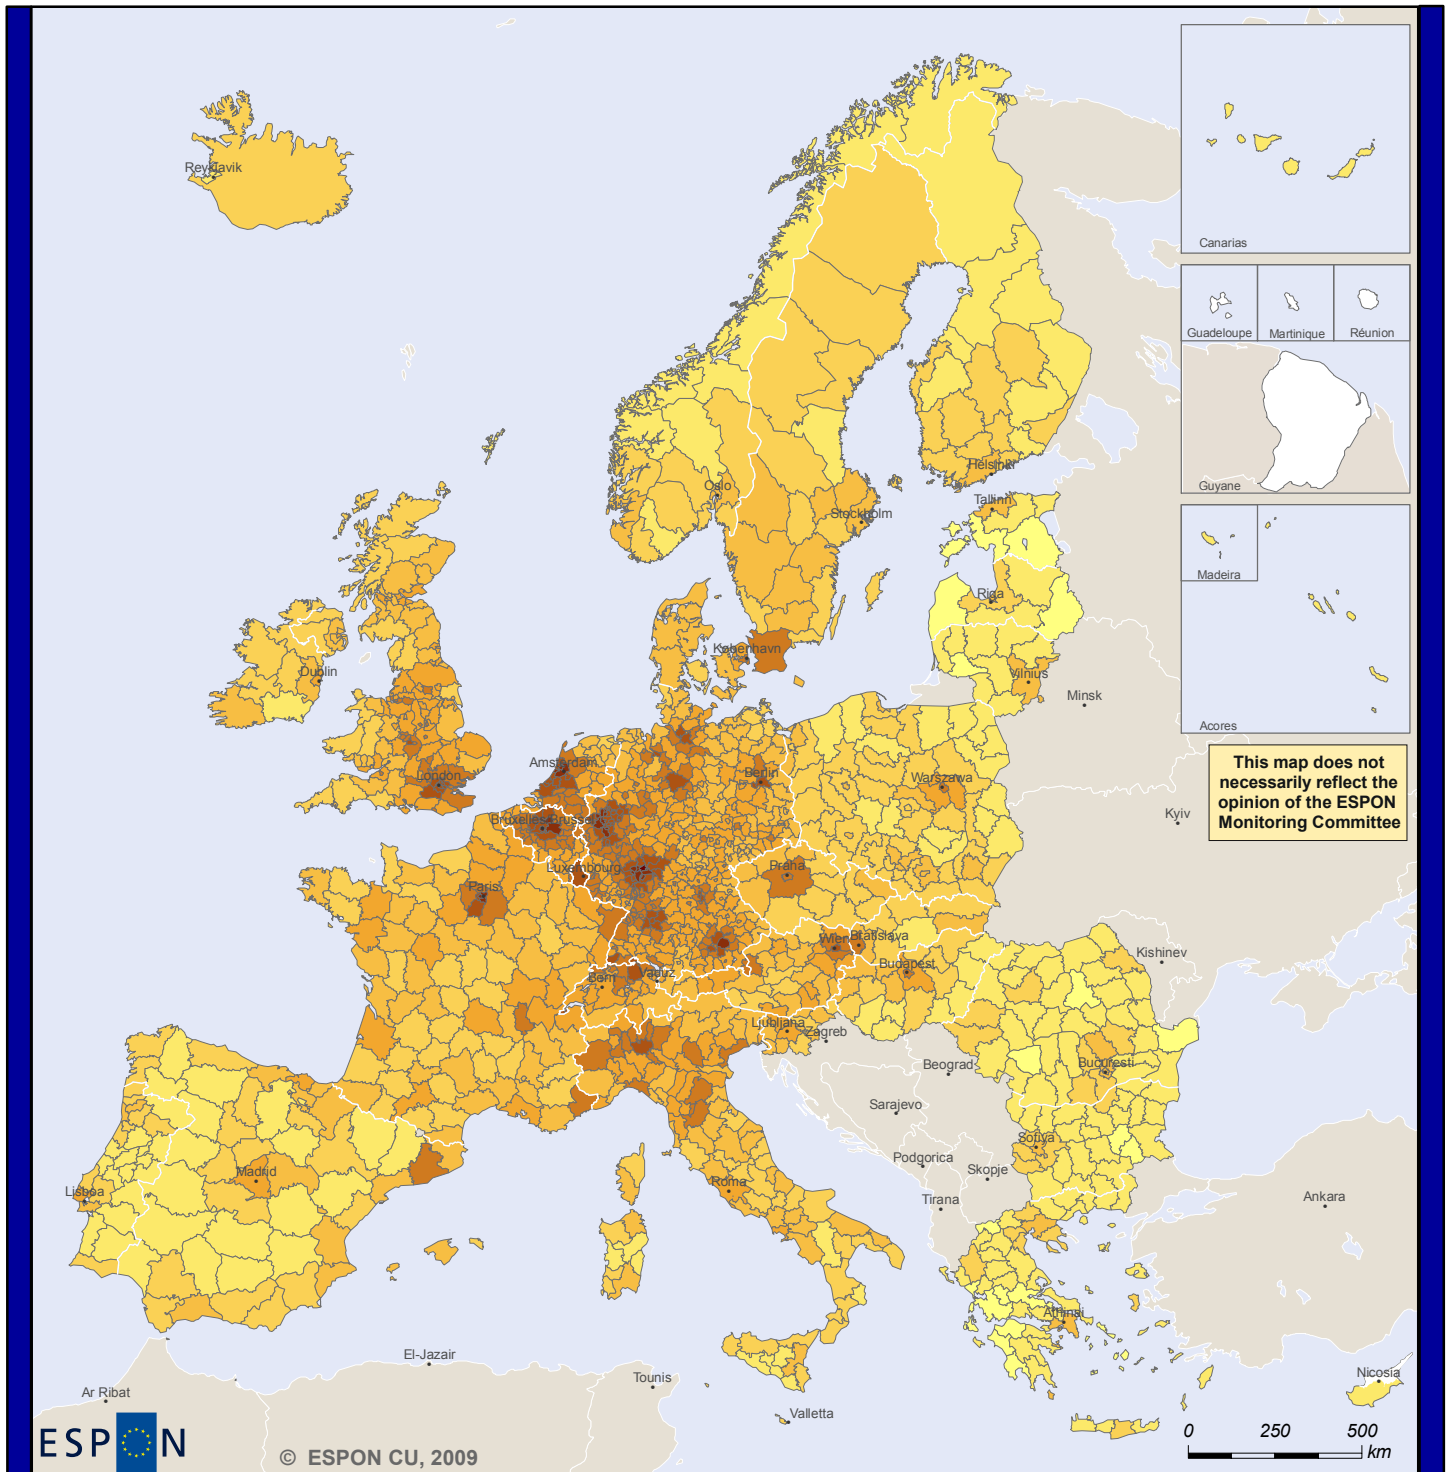 Reykjavik
Canarias
Guadeloupe
Martinique
Réunion
Guyane
Madeira
Acores
This map does not
necessarily reflect the
opinion of the ESPON
Monitoring Committee
Oslo
Stockholm
Helsinki
Tallinn
Riga
Vilnius
Minsk
København
Dublin
London
Amsterdam
Berlin
Warszawa
Kyiv
Bruxelles-Brussel
Luxembourg
Praha
Paris
Wien
Bratislava
Budapest
Kishinev
Bern
Vaduz
Ljubljana
Zagreb
Beograd
Bucuresti
Sarajevo
Sofiya
Podgorica
Skopje
Tirana
Ankara
Madrid
Lisboa
Roma
Athinai
El-Jazair
Tounis
Ar Ribat
Valletta
Nicosia
ESPON
© ESPON CU, 2009
0 250 500
km